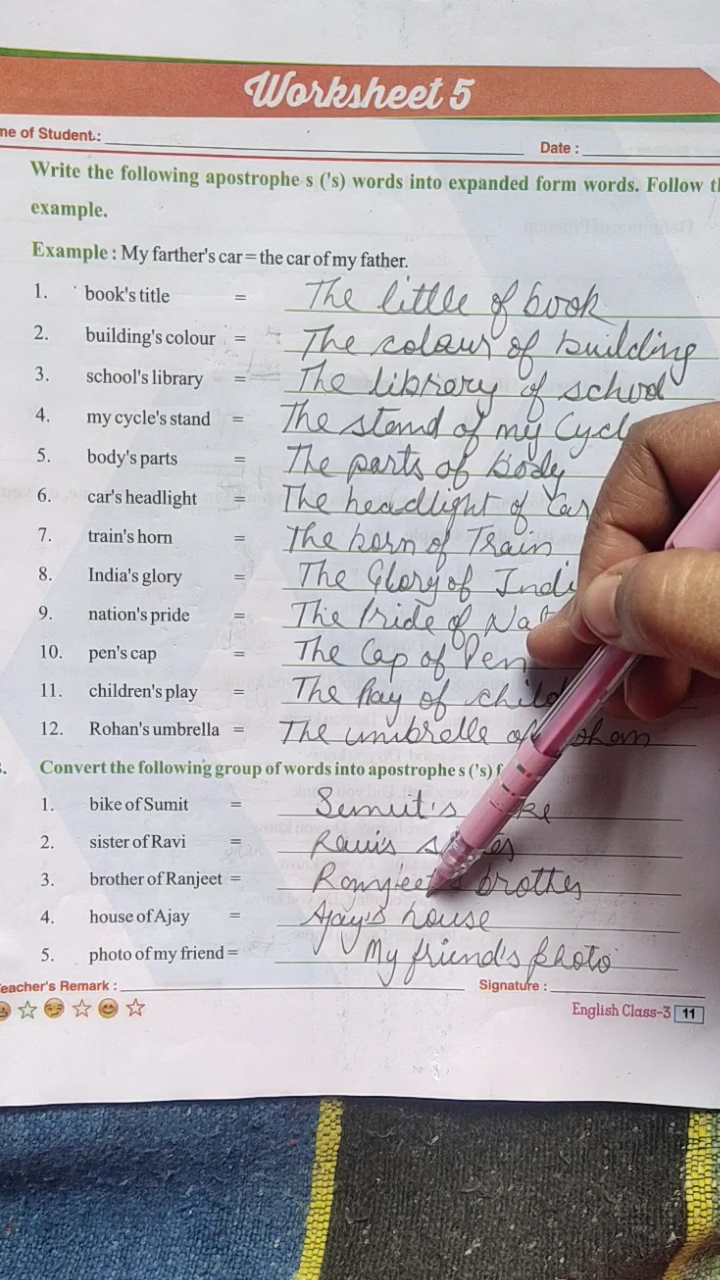 Worksheet 5
me of Student:
Date :
Write the following apostrophe s ('s) words into expanded form words. Follow th
example.
Example : My farther's car = the car of my father.
1. book's title = The little of book
2. building's colour = The colour of building
3. school's library = The library of school
4. my cycle's stand = The stand of my Cycl
5. body's parts = The parts of body
6. car's headlight = The headlight of Car
7. train's horn = The horn of Train
8. India's glory = The Glory of Indi
9. nation's pride = The Pride of Nat
10. pen's cap = The Cap of Pen
11. children's play = The Play of child
12. Rohan's umbrella = The umbrella of ohan
Convert the following group of words into apostrophe s ('s) f
1. bike of Sumit = Sumit's ke
2. sister of Ravi = Ravi's
3. brother of Ranjeet = Ranjeet's brother
4. house of Ajay = Ajay's house
5. photo of my friend = My friend's photo
eacher's Remark :
Signature :
English Class-3 11